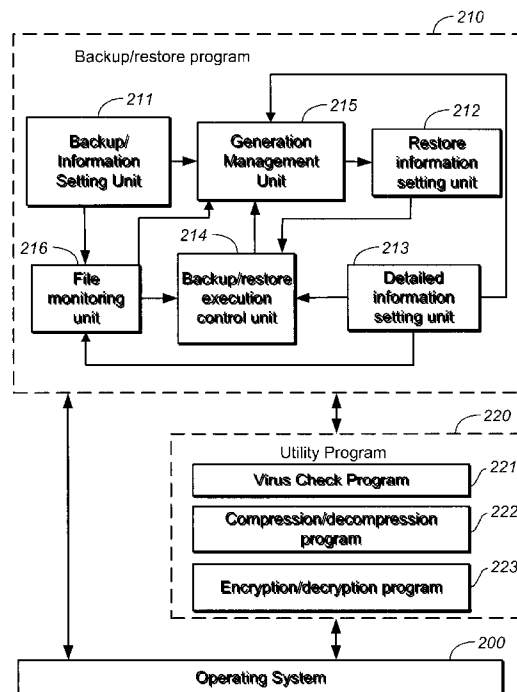 210
Backup/restore program
211
215
212
Backup/
Information
Setting Unit
Generation
Management
Unit
Restore
information
setting unit
216
214
213
File
monitoring
unit
Backup/restore
execution
control unit
Detailed
information
setting unit
220
Utility Program
Virus Check Program
221
Compression/decompression
program
222
Encryption/decryption program
223
200
Operating System